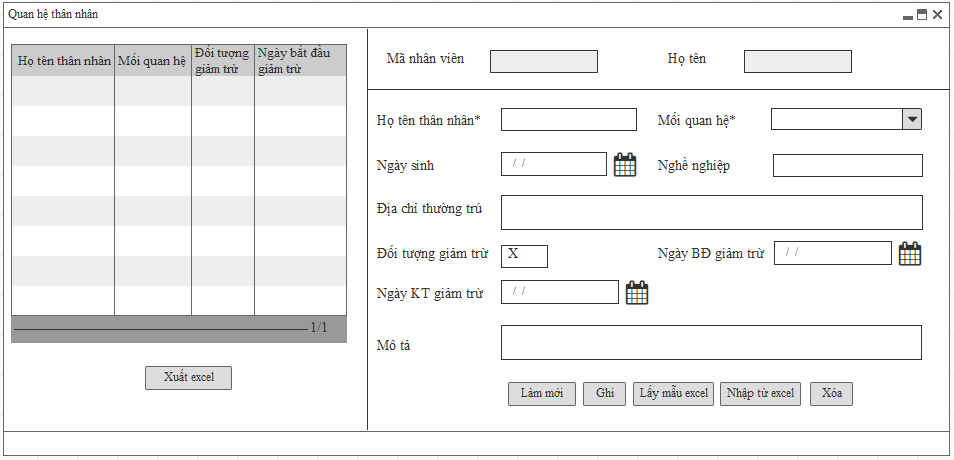 Quan hệ thân nhân
Họ tên thân nhân Mối quan hệ Đối tượng giảm trừ Ngày bắt đầu giảm trừ
1/1
Xuất excel
Mã nhân viên Họ tên
Họ tên thân nhân* Mối quan hệ*
Ngày sinh / / Nghề nghiệp
Địa chỉ thường trú
Đối tượng giảm trừ X Ngày BĐ giảm trừ / /
Ngày KT giảm trừ / /
Mô tả
Làm mới Ghi Lấy mẫu excel Nhập từ excel Xóa